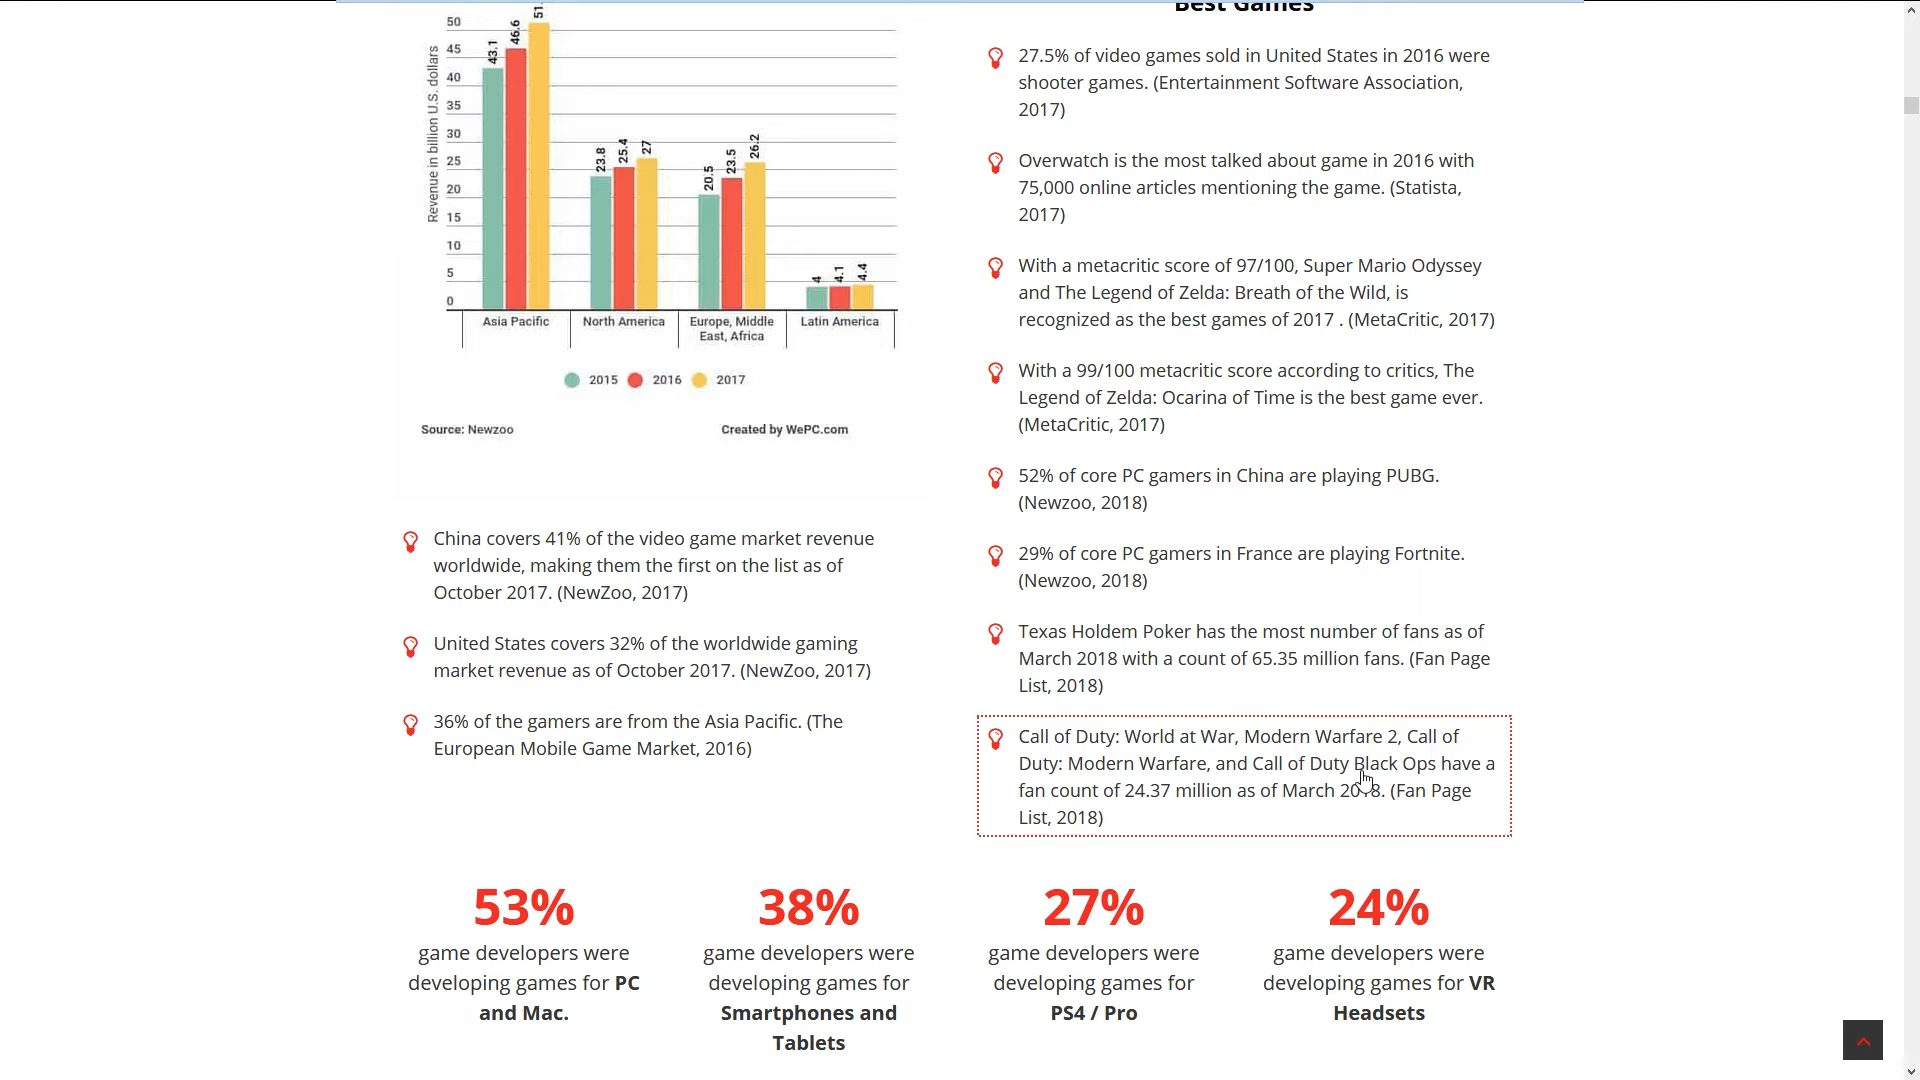 Best Games
Revenue in billion U.S. dollars
50
45
40
35
30
25
20
15
10
5
0
43.1
46.6
23.8
25.4
27
20.5
23.5
26.2
4
4.1
4.4
Asia Pacific
North America
Europe, Middle
East, Africa
Latin America
2015
2016
2017
Source: Newzoo
Created by WePC.com
China covers 41% of the video game market revenue
worldwide, making them the first on the list as of
October 2017. (NewZoo, 2017)
United States covers 32% of the worldwide gaming
market revenue as of October 2017. (NewZoo, 2017)
36% of the gamers are from the Asia Pacific. (The
European Mobile Game Market, 2016)
27.5% of video games sold in United States in 2016 were
shooter games. (Entertainment Software Association,
2017)
Overwatch is the most talked about game in 2016 with
75,000 online articles mentioning the game. (Statista,
2017)
With a metacritic score of 97/100, Super Mario Odyssey
and The Legend of Zelda: Breath of the Wild, is
recognized as the best games of 2017 . (MetaCritic, 2017)
With a 99/100 metacritic score according to critics, The
Legend of Zelda: Ocarina of Time is the best game ever.
(MetaCritic, 2017)
52% of core PC gamers in China are playing PUBG.
(Newzoo, 2018)
29% of core PC gamers in France are playing Fortnite.
(Newzoo, 2018)
Texas Holdem Poker has the most number of fans as of
March 2018 with a count of 65.35 million fans. (Fan Page
List, 2018)
Call of Duty: World at War, Modern Warfare 2, Call of
Duty: Modern Warfare, and Call of Duty Black Ops have a
fan count of 24.37 million as of March 2018. (Fan Page
List, 2018)
53%
game developers were
developing games for PC
and Mac.
38%
game developers were
developing games for
Smartphones and
Tablets
27%
game developers were
developing games for
PS4 / Pro
24%
game developers were
developing games for VR
Headsets